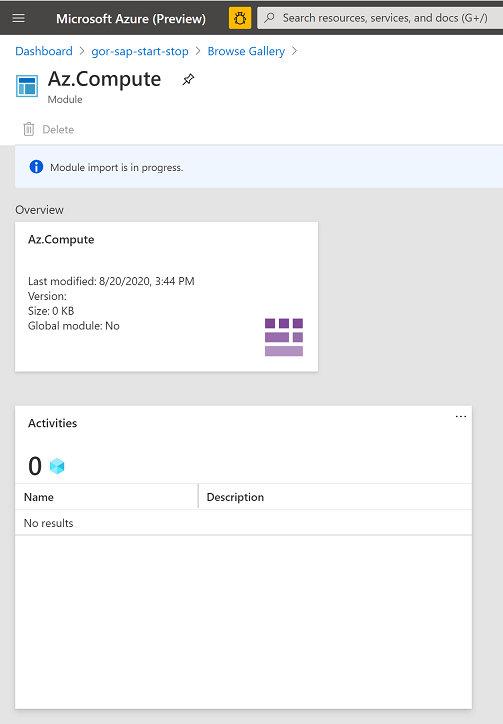 Microsoft Azure (Preview)
Search resources, services, and docs (G+/)
Dashboard > gor-sap-start-stop > Browse Gallery >
Az.Compute
Module
Delete
Module import is in progress.
Overview
Az.Compute
Last modified: 8/20/2020, 3:44 PM
Version:
Size: 0 KB
Global module: No
Activities
...
0
Name Description
No results